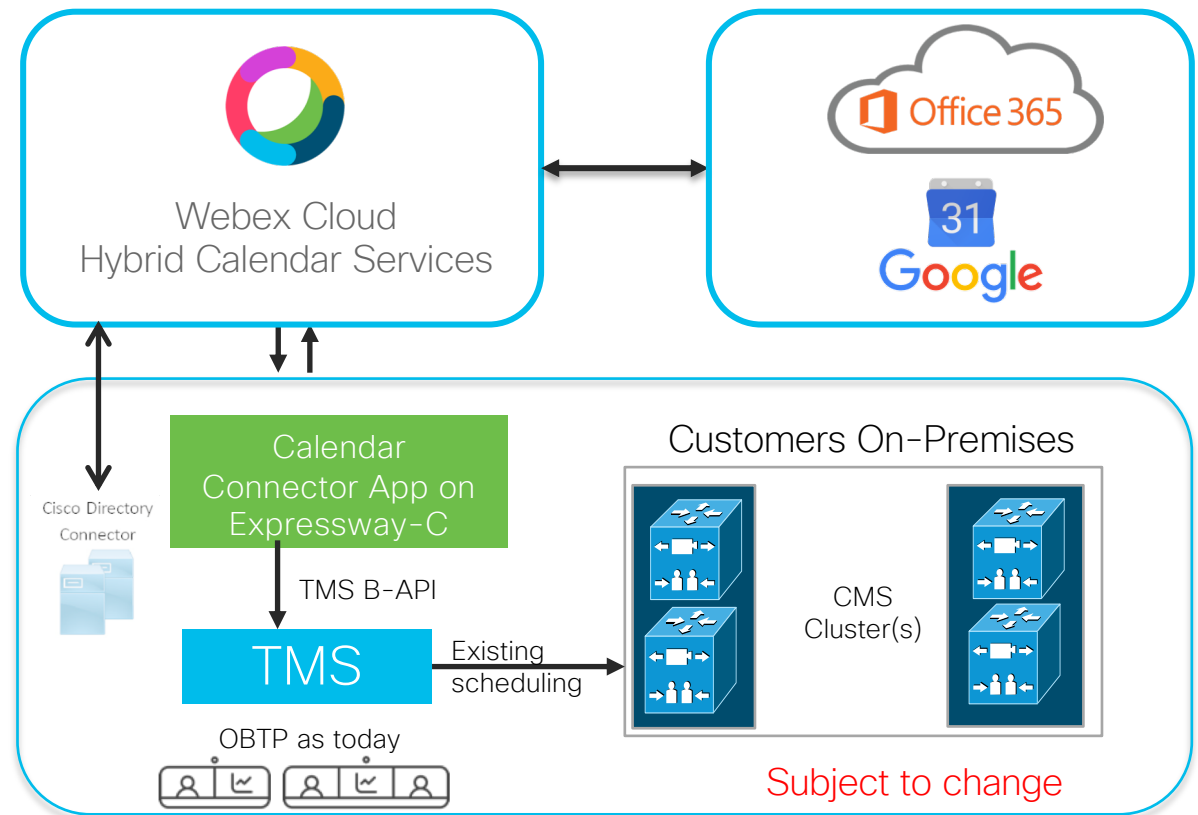 Webex Cloud
Hybrid Calendar Services
Office 365
31
Google
Calendar
Connector App on
Expressway-C
Customers On-Premises
Cisco Directory
Connector
TMS B-API
CMS
Cluster(s)
TMS
Existing
scheduling
OBTP as today
Subject to change